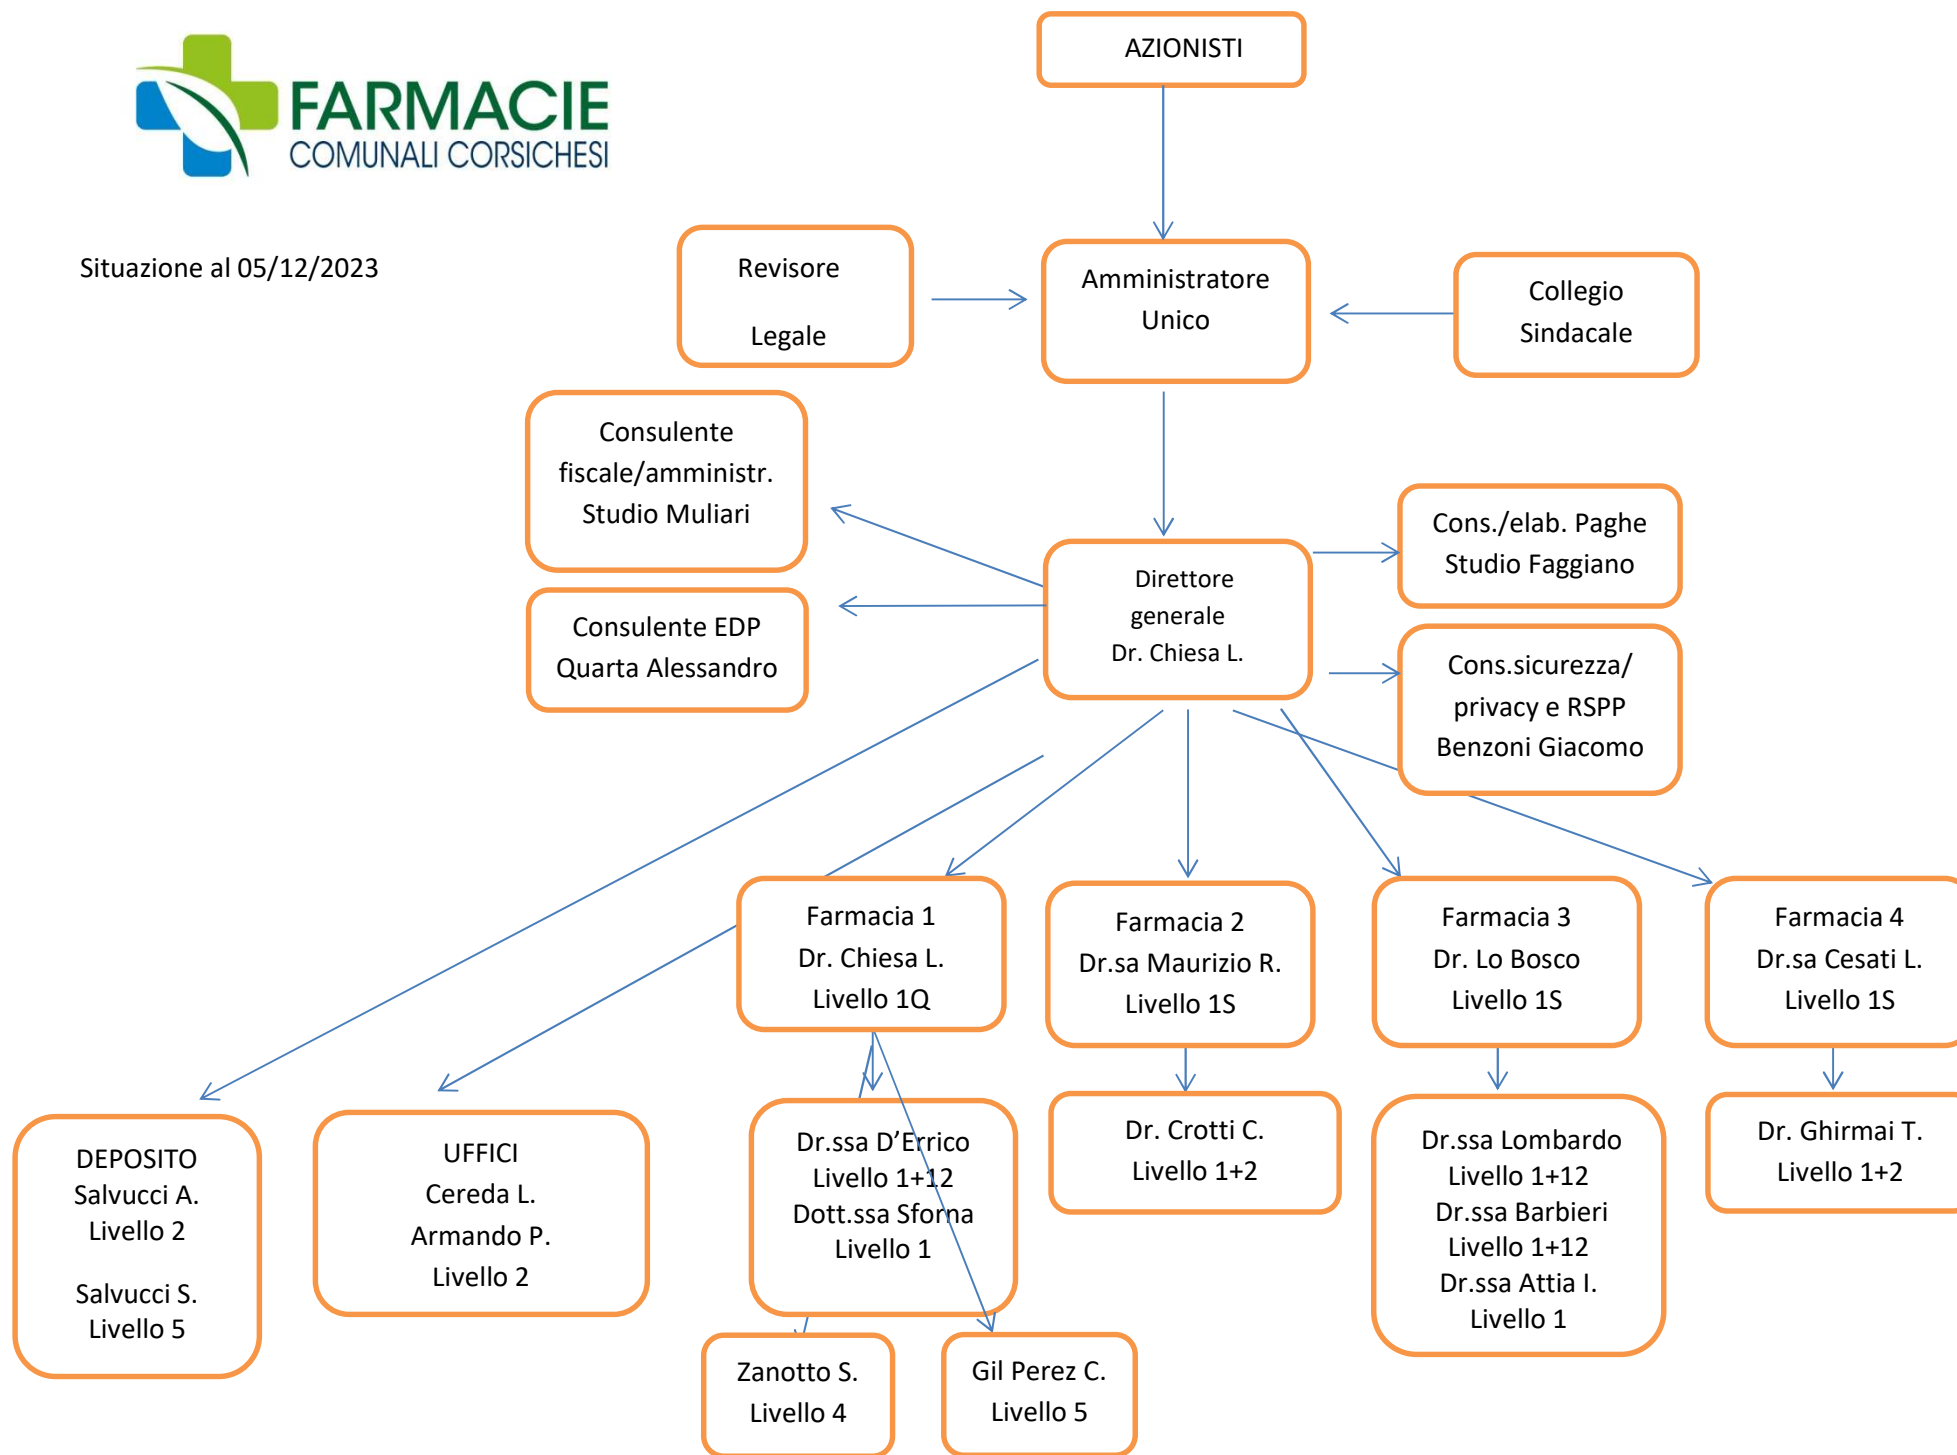 FARMACIE
COMUNALI CORSICHESI
Situazione al 05/12/2023
AZIONISTI
Revisore
Legale
Amministratore
Unico
Collegio
Sindacale
Consulente
fiscale/amministr.
Studio Muliari
Consulente EDP
Quarta Alessandro
Direttore
generale
Dr. Chiesa L.
Cons./elab. Paghe
Studio Faggiano
Cons.sicurezza/
privacy e RSPP
Benzoni Giacomo
Farmacia 1
Dr. Chiesa L.
Livello 1Q
Farmacia 2
Dr.sa Maurizio R.
Livello 1S
Farmacia 3
Dr. Lo Bosco
Livello 1S
Farmacia 4
Dr.sa Cesati L.
Livello 1S
DEPOSITO
Salvucci A.
Livello 2
Salvucci S.
Livello 5
UFFICI
Cereda L.
Armando P.
Livello 2
Dr.ssa D’Errico
Livello 1+12
Dott.ssa Sforna
Livello 1
Dr. Crotti C.
Livello 1+2
Dr.ssa Lombardo
Livello 1+12
Dr.ssa Barbieri
Livello 1+12
Dr.ssa Attia I.
Livello 1
Dr. Ghirmai T.
Livello 1+2
Zanotto S.
Livello 4
Gil Perez C.
Livello 5